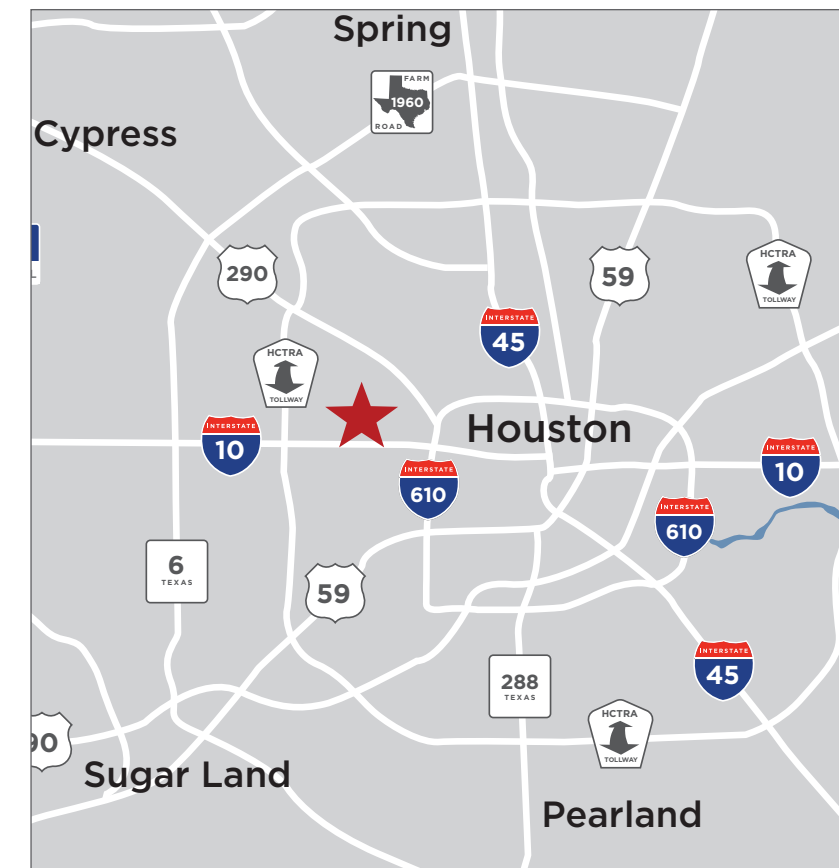 Spring
FARM
1960
ROAD
Cypress
L
290
59
HCTRA
TOLLWAY
INTERSTATE
45
HCTRA
TOLLWAY
Houston
INTERSTATE
10
INTERSTATE
10
INTERSTATE
610
INTERSTATE
610
6
TEXAS
59
288
TEXAS
INTERSTATE
45
HCTRA
TOLLWAY
90
Sugar Land
Pearland